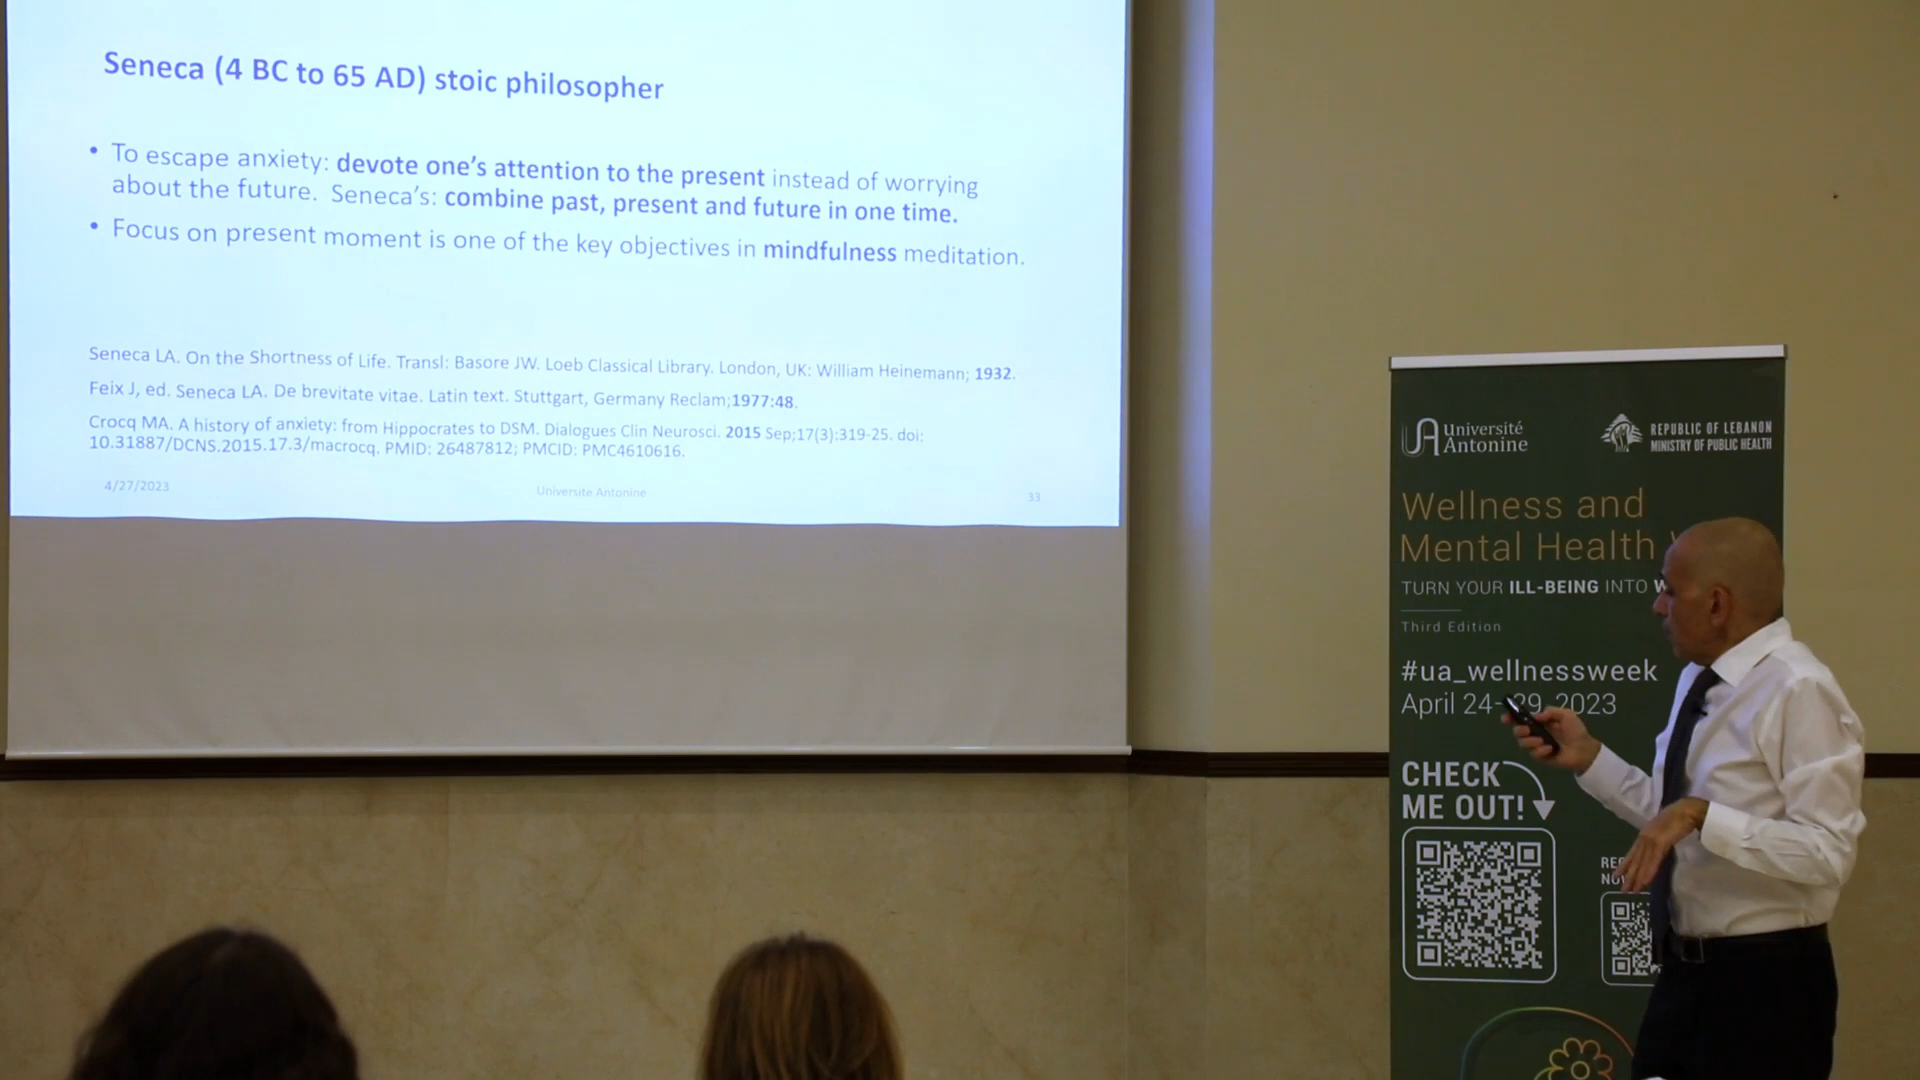 Seneca (4 BC to 65 AD) stoic philosopher
• To escape anxiety: devote one's attention to the present instead of worrying
about the future. Seneca's: combine past, present and future in one time.
• Focus on present moment is one of the key objectives in mindfulness meditation.
Seneca LA. On the Shortness of Life. Transl: Basore JW. Loeb Classical Library. London, UK: William Heinemann; 1932.
Feix J, ed. Seneca LA. De brevitate vitae. Latin text. Stuttgart, Germany Reclam;1977:48.
Crocq MA. A history of anxiety: from Hippocrates to DSM. Dialogues Clin Neurosci. 2015 Sep;17(3):319-25. doi:
10.31887/DCNS.2015.17.3/macrocq. PMID: 26487812; PMCID: PMC4610616.
4/27/2023
Universite Antonine
33
Université
Antonine
REPUBLIC OF LEBANON
MINISTRY OF PUBLIC HEALTH
Wellness and
Mental Health
TURN YOUR ILL-BEING INTO
Third Edition
#ua_wellnessweek
April 24-29, 2023
CHECK
ME OUT!